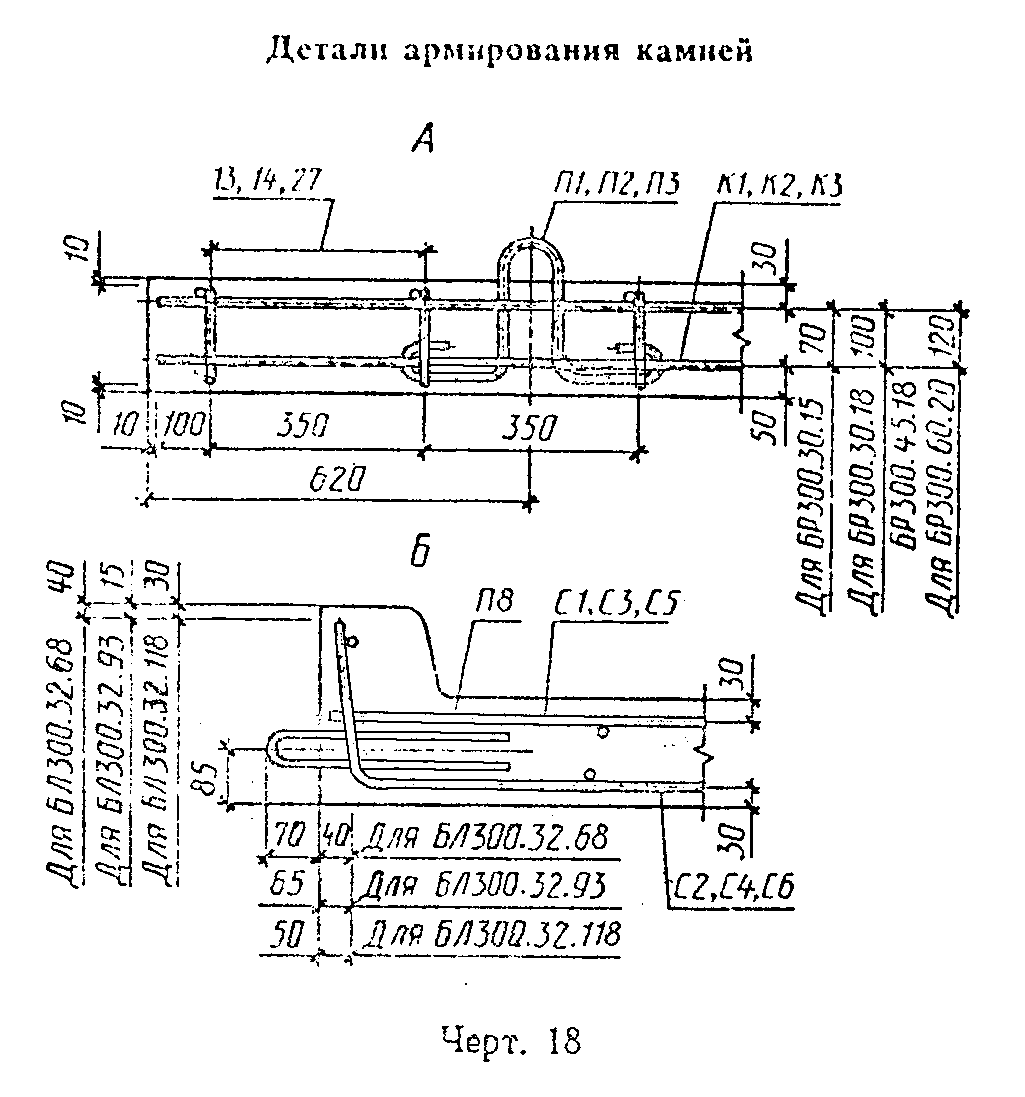 Детали армирования камней
А
13, 14, 27
П1, П2, П3
К1, К2, К3
10
30
70
100
120
10
50
10
100
350
350
620
Для БР300.30.15
Для БР300.30.18
БР300.45.18
Для БР300.60.20
Б
40
15
30
Для БЛ300.32.68
Для БЛ300.32.93
Для БЛ300.32.118
П8
С1, С3, С5
30
85
30
70
40
Для БЛ300.32.68
65
Для БЛ300.32.93
50
Для БЛ300.32.118
С2, С4, С6
Черт. 18